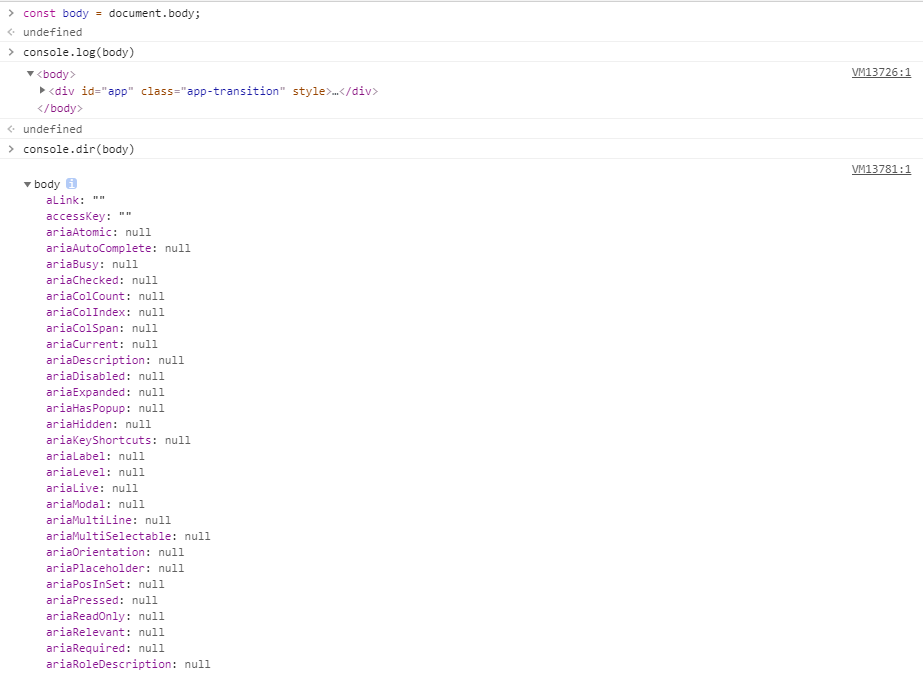 > const body = document.body;
undefined
> console.log(body)
VM13726:1
<body>
<div id="app" class="app-transition" style>…</div>
</body>
undefined
> console.dir(body)
VM13781:1
body i
aLink: ""
accessKey: ""
ariaAtomic: null
ariaAutoComplete: null
ariaBusy: null
ariaChecked: null
ariaColCount: null
ariaColIndex: null
ariaColSpan: null
ariaCurrent: null
ariaDescription: null
ariaDisabled: null
ariaExpanded: null
ariaHasPopup: null
ariaHidden: null
ariaKeyShortcuts: null
ariaLabel: null
ariaLevel: null
ariaLive: null
ariaModal: null
ariaMultiLine: null
ariaMultiSelectable: null
ariaOrientation: null
ariaPlaceholder: null
ariaPosInSet: null
ariaPressed: null
ariaReadOnly: null
ariaRelevant: null
ariaRequired: null
ariaRoleDescription: null